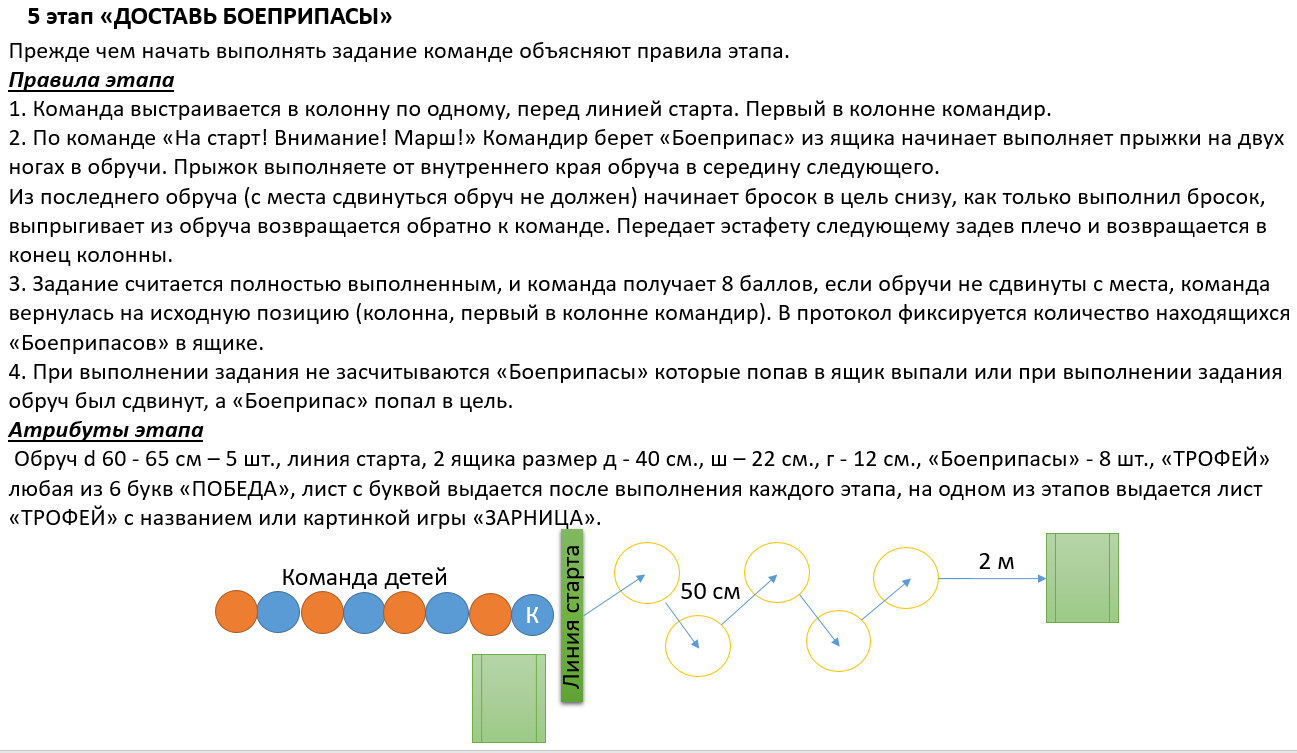 5 этап «ДОСТАВЬ БОЕПРИПАСЫ»
Прежде чем начать выполнять задание команде объясняют правила этапа.
Правила этапа
1. Команда выстраивается в колонну по одному, перед линией старта. Первый в колонне командир.
2. По команде «На старт! Внимание! Марш!» Командир берет «Боеприпас» из ящика начинает выполняет прыжки на двух
ногах в обручи. Прыжок выполняете от внутреннего края обруча в середину следующего.
Из последнего обруча (с места сдвинуться обруч не должен) начинает бросок в цель снизу, как только выполнил бросок,
выпрыгивает из обруча возвращается обратно к команде. Передает эстафету следующему задев плечо и возвращается в
конец колонны.
3. Задание считается полностью выполненным, и команда получает 8 баллов, если обручи не сдвинуты с места, команда
вернулась на исходную позицию (колонна, первый в колонне командир). В протокол фиксируется количество находящихся
«Боеприпасов» в ящике.
4. При выполнении задания не засчитываются «Боеприпасы» которые попав в ящик выпали или при выполнении задания
обруч был сдвинут, а «Боеприпас» попал в цель.
Атрибуты этапа
Обруч d 60 - 65 см – 5 шт., линия старта, 2 ящика размер д - 40 см., ш – 22 см., г - 12 см., «Боеприпасы» - 8 шт., «ТРОФЕЙ»
любая из 6 букв «ПОБЕДА», лист с буквой выдается после выполнения каждого этапа, на одном из этапов выдается лист
«ТРОФЕЙ» с названием или картинкой игры «ЗАРНИЦА».
Команда детей
К
Линия старта
50 см
2 м